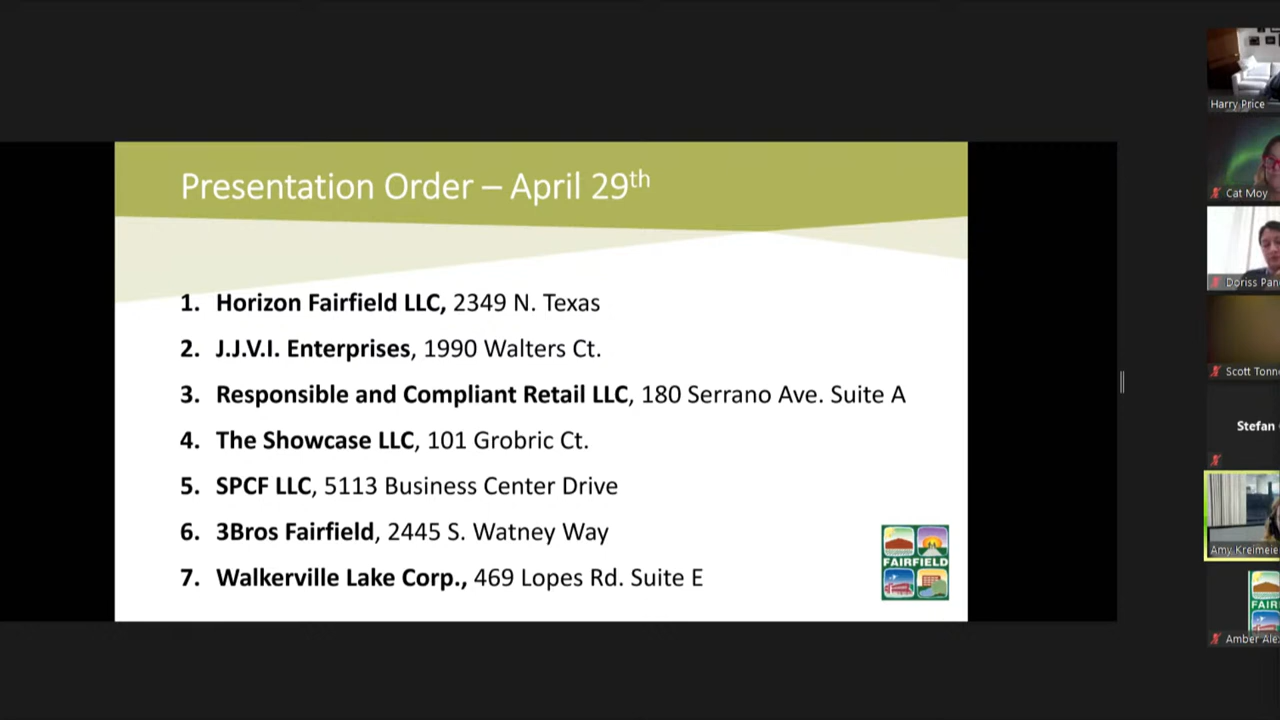 Presentation Order – April 29th
1. Horizon Fairfield LLC, 2349 N. Texas
2. J.J.V.I. Enterprises, 1990 Walters Ct.
3. Responsible and Compliant Retail LLC, 180 Serrano Ave. Suite A
4. The Showcase LLC, 101 Grobric Ct.
5. SPCF LLC, 5113 Business Center Drive
6. 3Bros Fairfield, 2445 S. Watney Way
7. Walkerville Lake Corp., 469 Lopes Rd. Suite E
FAIRFIELD
Harry Price
Cat Moy
Doriss Pan
Scott Tonn
Stefan
Amy Kreimeie
FAIR
Amber Ale